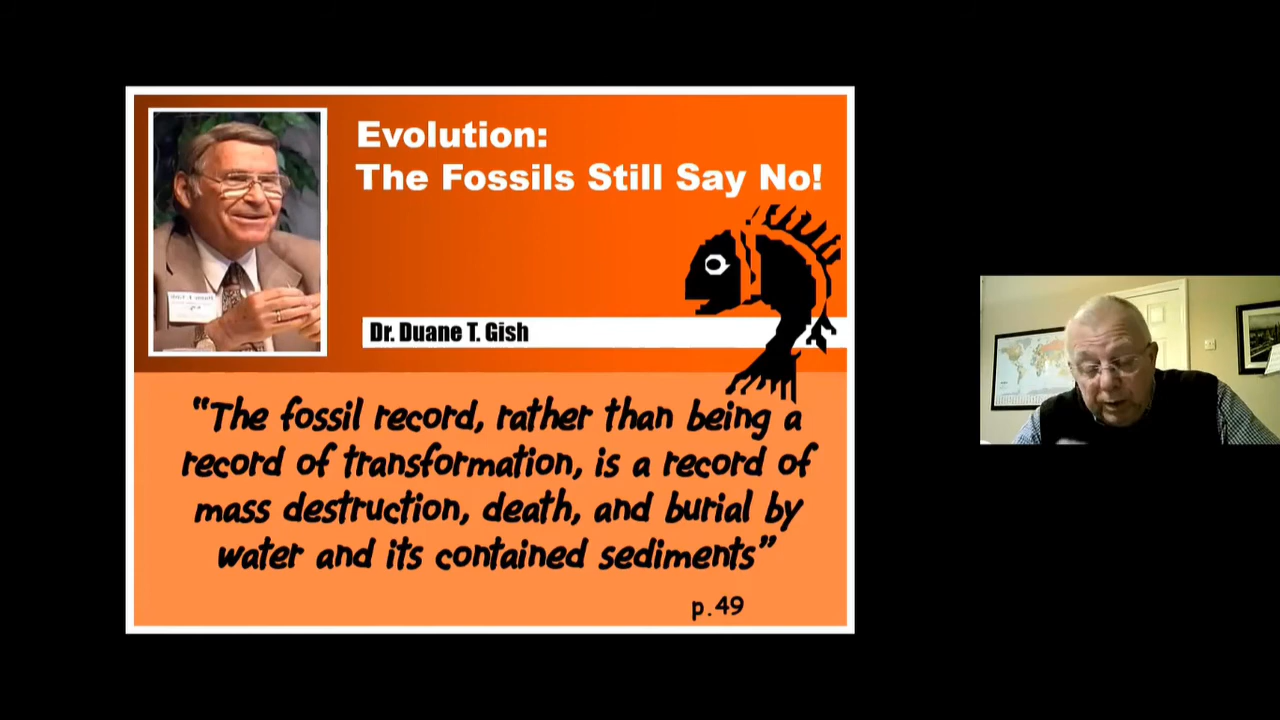 Evolution:
The Fossils Still Say No!
Dr. Duane T. Gish
“The fossil record, rather than being a
record of transformation, is a record of
mass destruction, death, and burial by
water and its contained sediments”
p.49